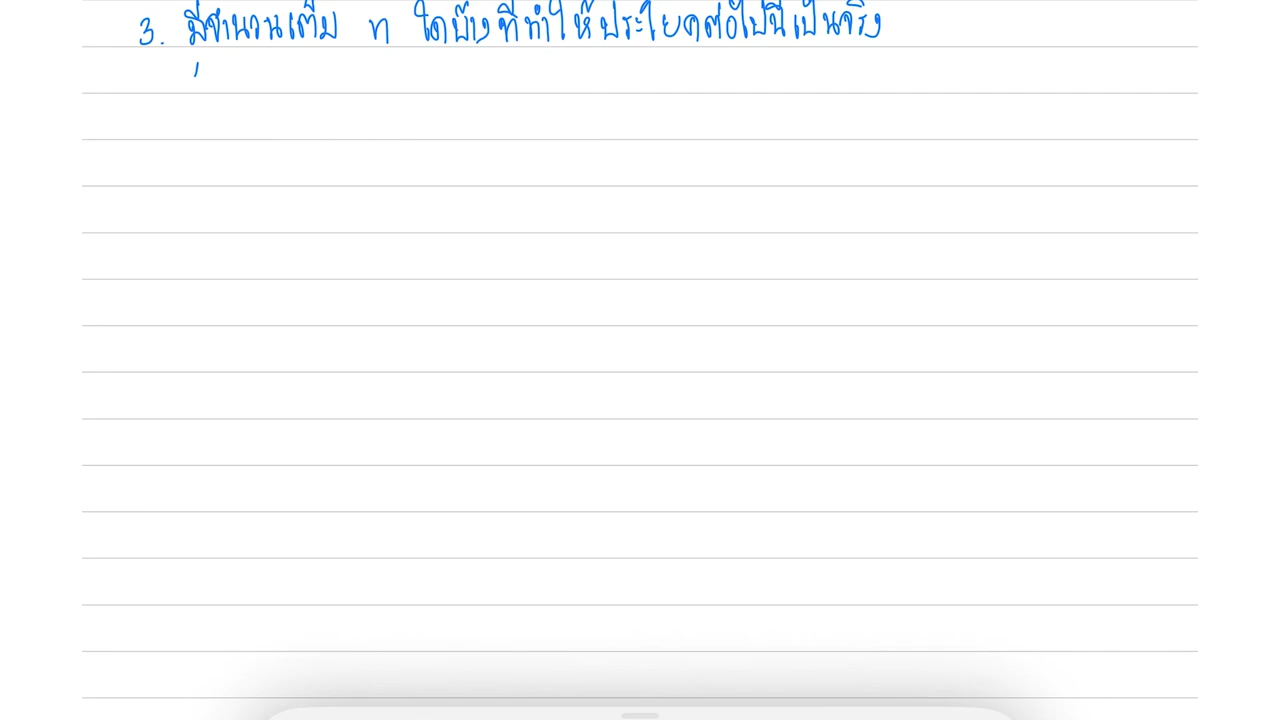 3. มีจำนวนเต็ม n ใดบ้างที่ทำให้ประโยคต่อไปนี้เป็นจริง